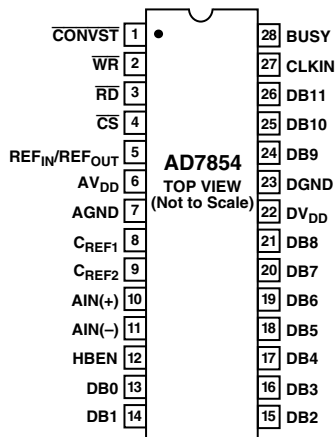 CONVST 1
WR 2
RD 3
CS 4
REFIN/REFOUT 5
AVDD 6
AGND 7
CREF1 8
CREF2 9
AIN(+) 10
AIN(–) 11
HBEN 12
DB0 13
DB1 14
AD7854
TOP VIEW
(Not to Scale)
28 BUSY
27 CLKIN
26 DB11
25 DB10
24 DB9
23 DGND
22 DVDD
21 DB8
20 DB7
19 DB6
18 DB5
17 DB4
16 DB3
15 DB2